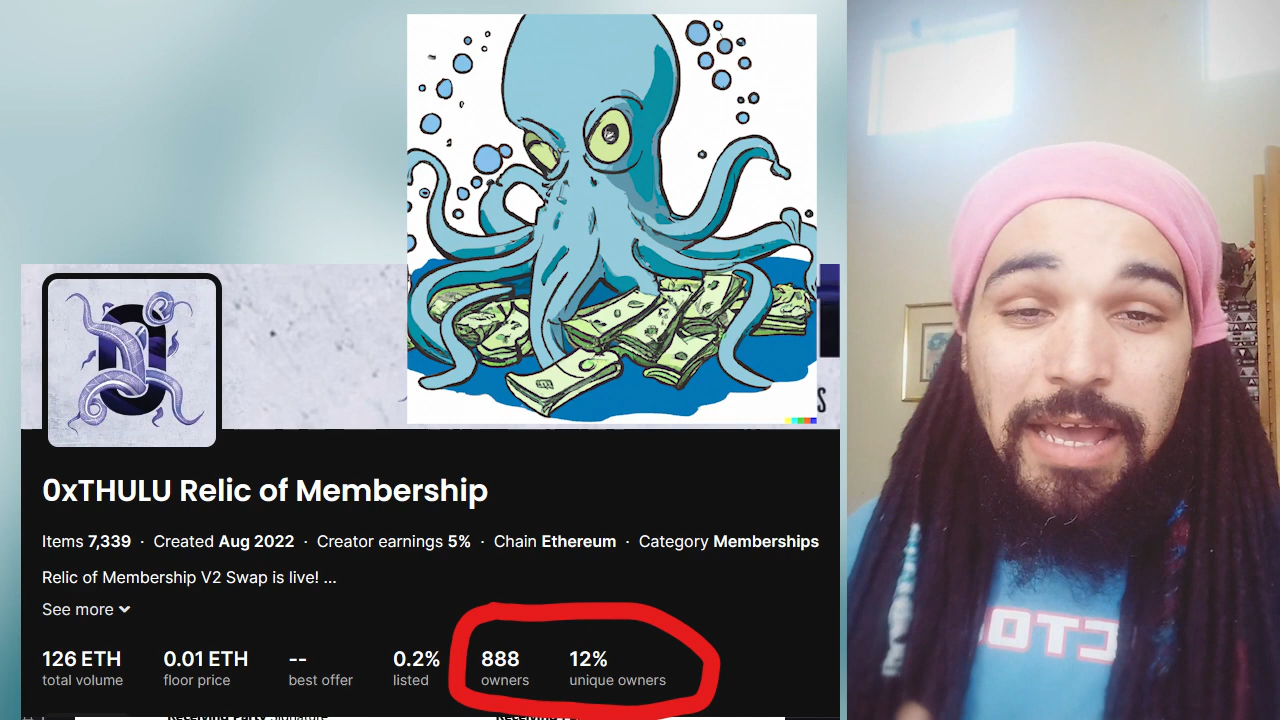 0xTHULU Relic of Membership
Items 7,339 · Created Aug 2022 · Creator earnings 5% · Chain Ethereum · Category Memberships
Relic of Membership V2 Swap is live! ...
See more
126 ETH 0.01 ETH -- 0.2% 888 12%
total volume floor price best offer listed owners unique owners